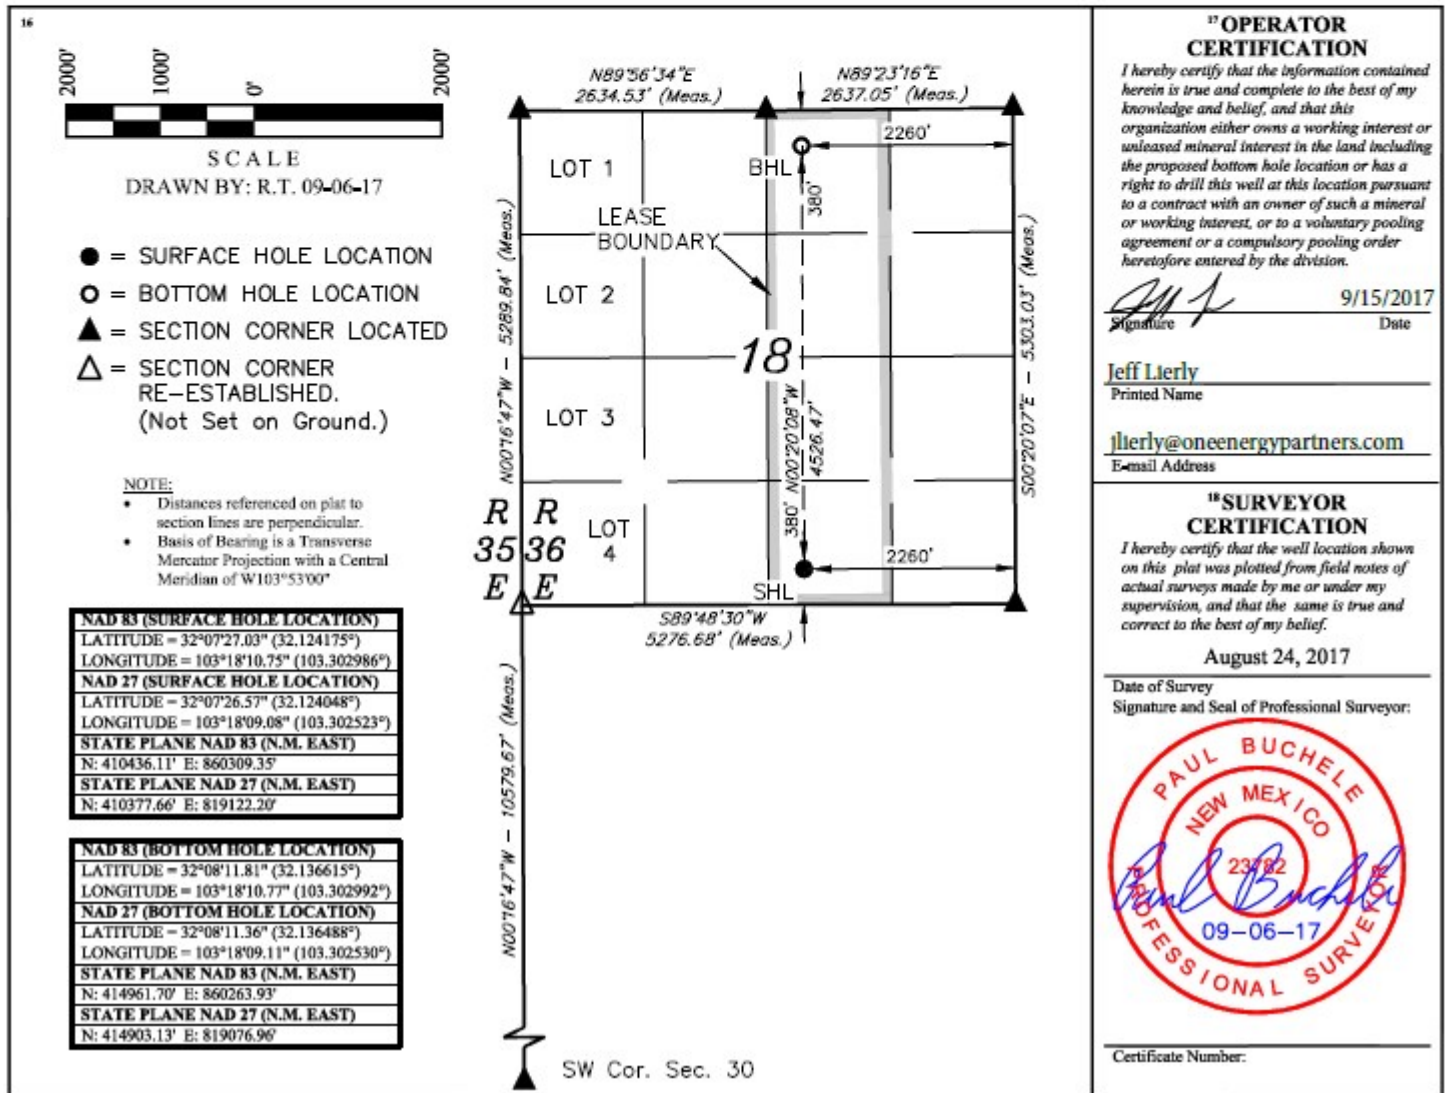 16
2000'
1000'
0'
2000'
SCALE
DRAWN BY: R.T. 09-06-17
= SURFACE HOLE LOCATION
= BOTTOM HOLE LOCATION
= SECTION CORNER LOCATED
= SECTION CORNER
RE-ESTABLISHED.
(Not Set on Ground.)
NOTE:
• Distances referenced on plat to
section lines are perpendicular.
• Basis of Bearing is a Transverse
Mercator Projection with a Central
Meridian of W103°53'00"
NAD 83 (SURFACE HOLE LOCATION)
LATITUDE = 32°07'27.03" (32.124175°)
LONGITUDE = 103°18'10.75" (103.302986°)
NAD 27 (SURFACE HOLE LOCATION)
LATITUDE = 32°07'26.57" (32.124048°)
LONGITUDE = 103°18'09.08" (103.302523°)
STATE PLANE NAD 83 (N.M. EAST)
N: 410436.11' E: 860309.35'
STATE PLANE NAD 27 (N.M. EAST)
N: 410377.66' E: 819122.20'
NAD 83 (BOTTOM HOLE LOCATION)
LATITUDE = 32°08'11.81" (32.136615°)
LONGITUDE = 103°18'10.77" (103.302992°)
NAD 27 (BOTTOM HOLE LOCATION)
LATITUDE = 32°08'11.36" (32.136488°)
LONGITUDE = 103°18'09.11" (103.302530°)
STATE PLANE NAD 83 (N.M. EAST)
N: 414961.70' E: 860263.93'
STATE PLANE NAD 27 (N.M. EAST)
N: 414903.13' E: 819076.96'
N89°56'34"E
2634.53' (Meas.)
N89°23'16"E
2637.05' (Meas.)
2260'
LOT 1
BHL
380'
LEASE
BOUNDARY
LOT 2
18
LOT 3
N00°16'47"W – 5289.84' (Meas.)
N00°20'08"W
4526.47'
S00°20'07"E – 5303.03' (Meas.)
380'
R R
35 36
E E
LOT
4
2260'
SHL
S89°48'30"W
5276.68' (Meas.)
N00°16'47"W – 10579.67' (Meas.)
SW Cor. Sec. 30
17 OPERATOR
CERTIFICATION
I hereby certify that the information contained
herein is true and complete to the best of my
knowledge and belief, and that this
organization either owns a working interest or
unleased mineral interest in the land including
the proposed bottom hole location or has a
right to drill this well at this location pursuant
to a contract with an owner of such a mineral
or working interest, or to a voluntary pooling
agreement or a compulsory pooling order
heretofore entered by the division.
9/15/2017
Signature Date
Jeff Lierly
Printed Name
jlierly@oneenergypartners.com
E-mail Address
18 SURVEYOR
CERTIFICATION
I hereby certify that the well location shown
on this plat was plotted from field notes of
actual surveys made by me or under my
supervision, and that the same is true and
correct to the best of my belief.
August 24, 2017
Date of Survey
Signature and Seal of Professional Surveyor:
PAUL BUCHELE
NEW MEXICO
23782
Paul Buchele
09-06-17
PROFESSIONAL SURVEYOR
Certificate Number: